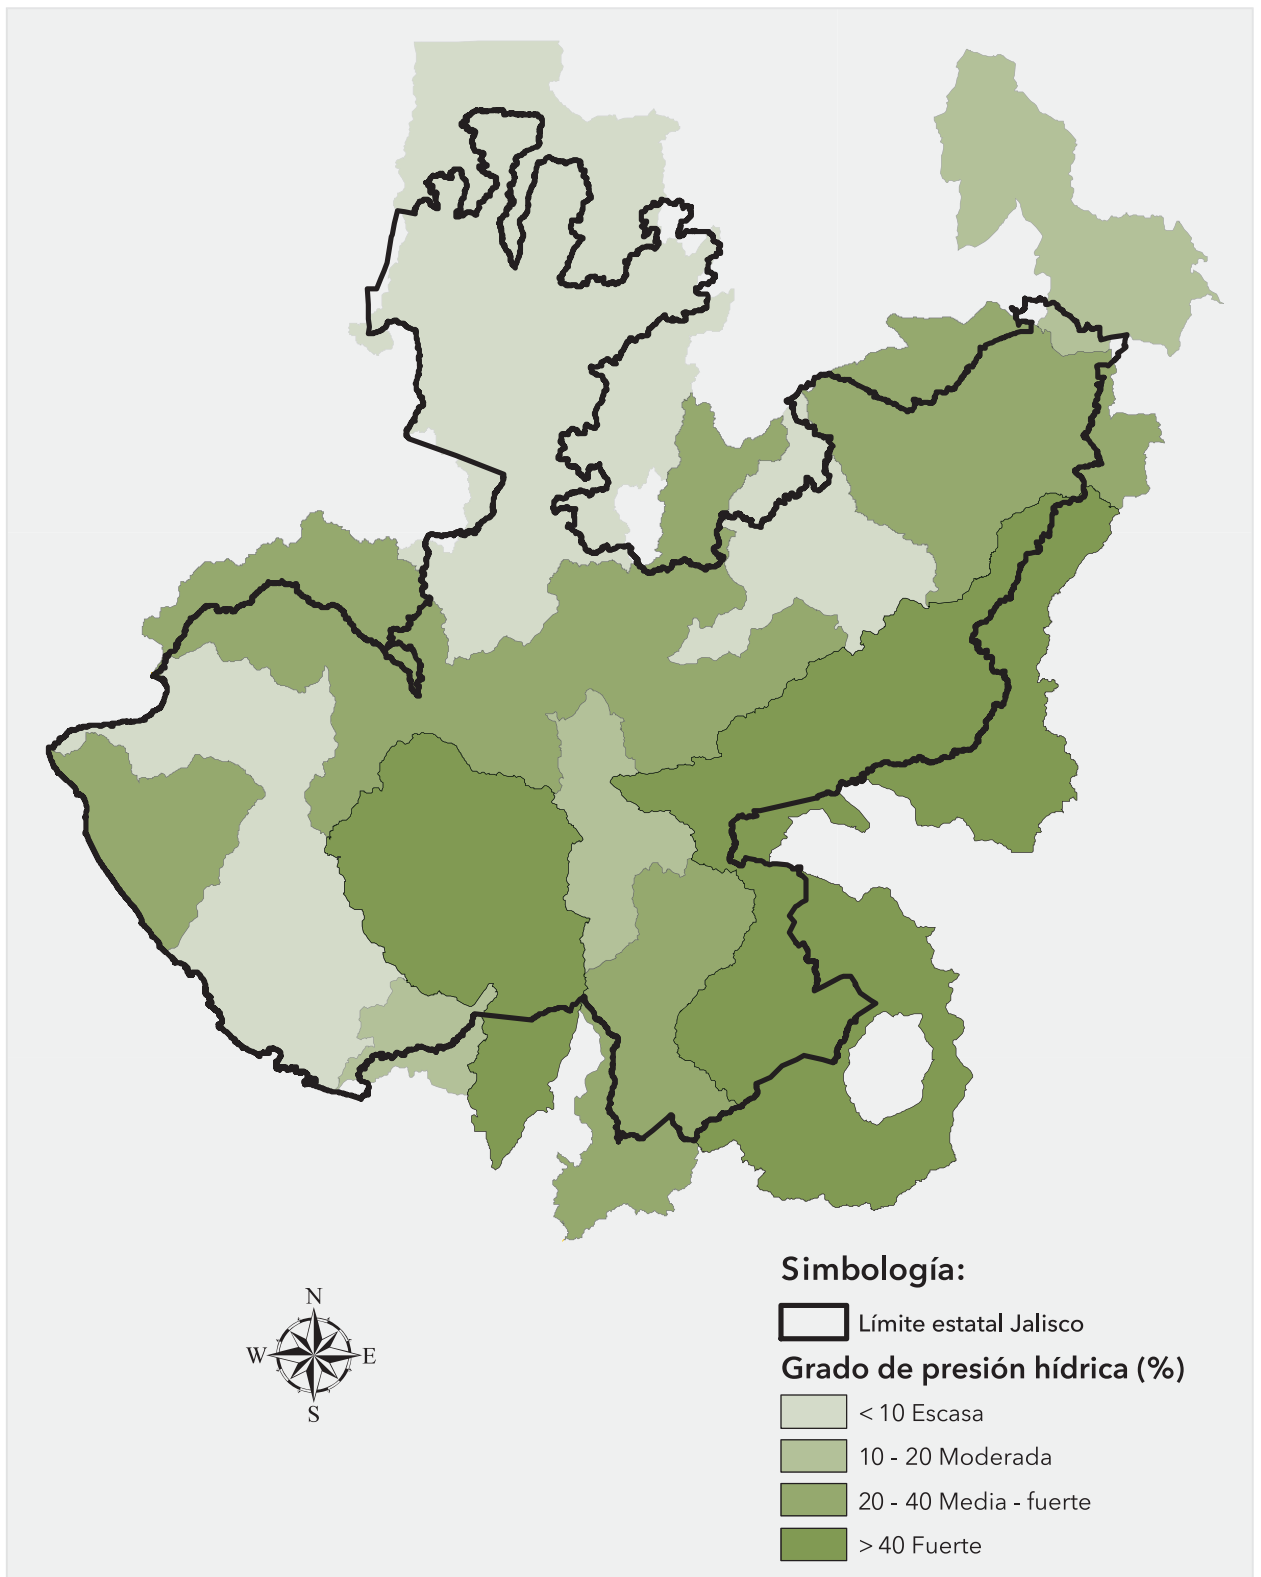 Simbología:
Límite estatal Jalisco
Grado de presión hídrica (%)
< 10 Escasa
10 - 20 Moderada
20 - 40 Media - fuerte
> 40 Fuerte
N
W E
S